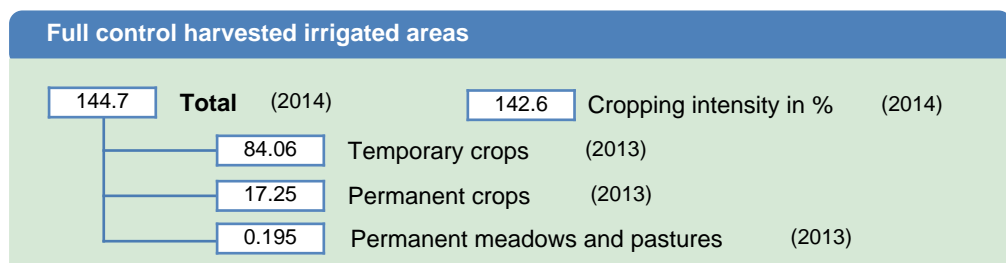 Full control harvested irrigated areas
144.7 Total (2014) 142.6 Cropping intensity in % (2014)
84.06 Temporary crops (2013)
17.25 Permanent crops (2013)
0.195 Permanent meadows and pastures (2013)